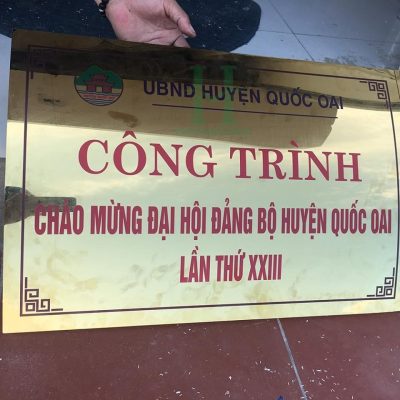 UBND HUYỆN QUỐC OAI
CÔNG TRÌNH
CHÀO MỪNG ĐẠI HỘI ĐẢNG BỘ HUYỆN QUỐC OAI
LẦN THỨ XXIII